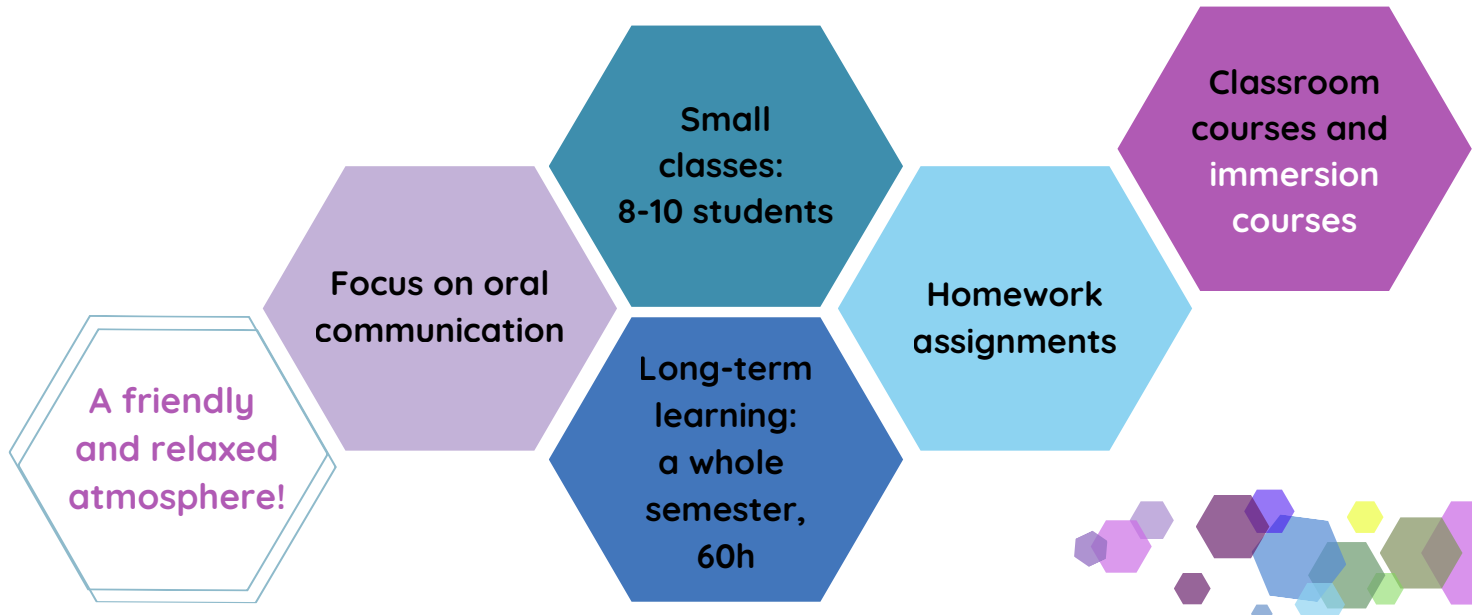 A friendly
and relaxed
atmosphere!
Focus on oral
communication
Small
classes:
8-10 students
Long-term
learning:
a whole
semester,
60h
Homework
assignments
Classroom
courses and
immersion
courses